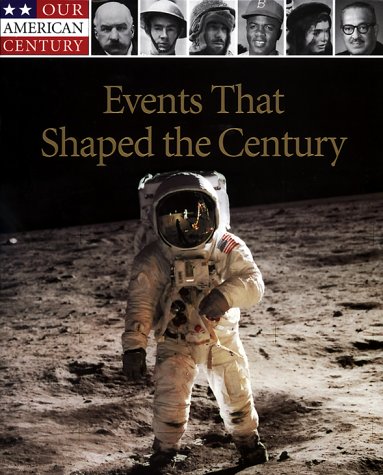 OUR
AMERICAN
CENTURY
B
Events That
Shaped the Century